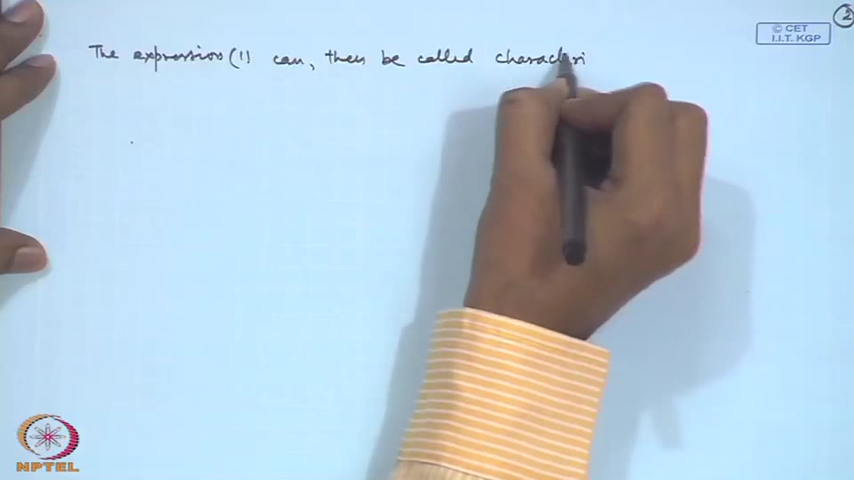 2
© CET
I.I.T. KGP
The expression (1) can, then be called characteri
NPTEL